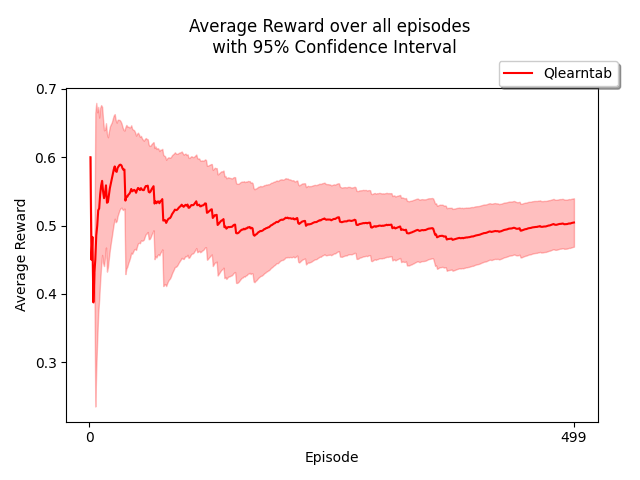 Average Reward over all episodes
with 95% Confidence Interval
Qlearntab
0.7
0.6
0.5
0.4
0.3
Average Reward
0
499
Episode